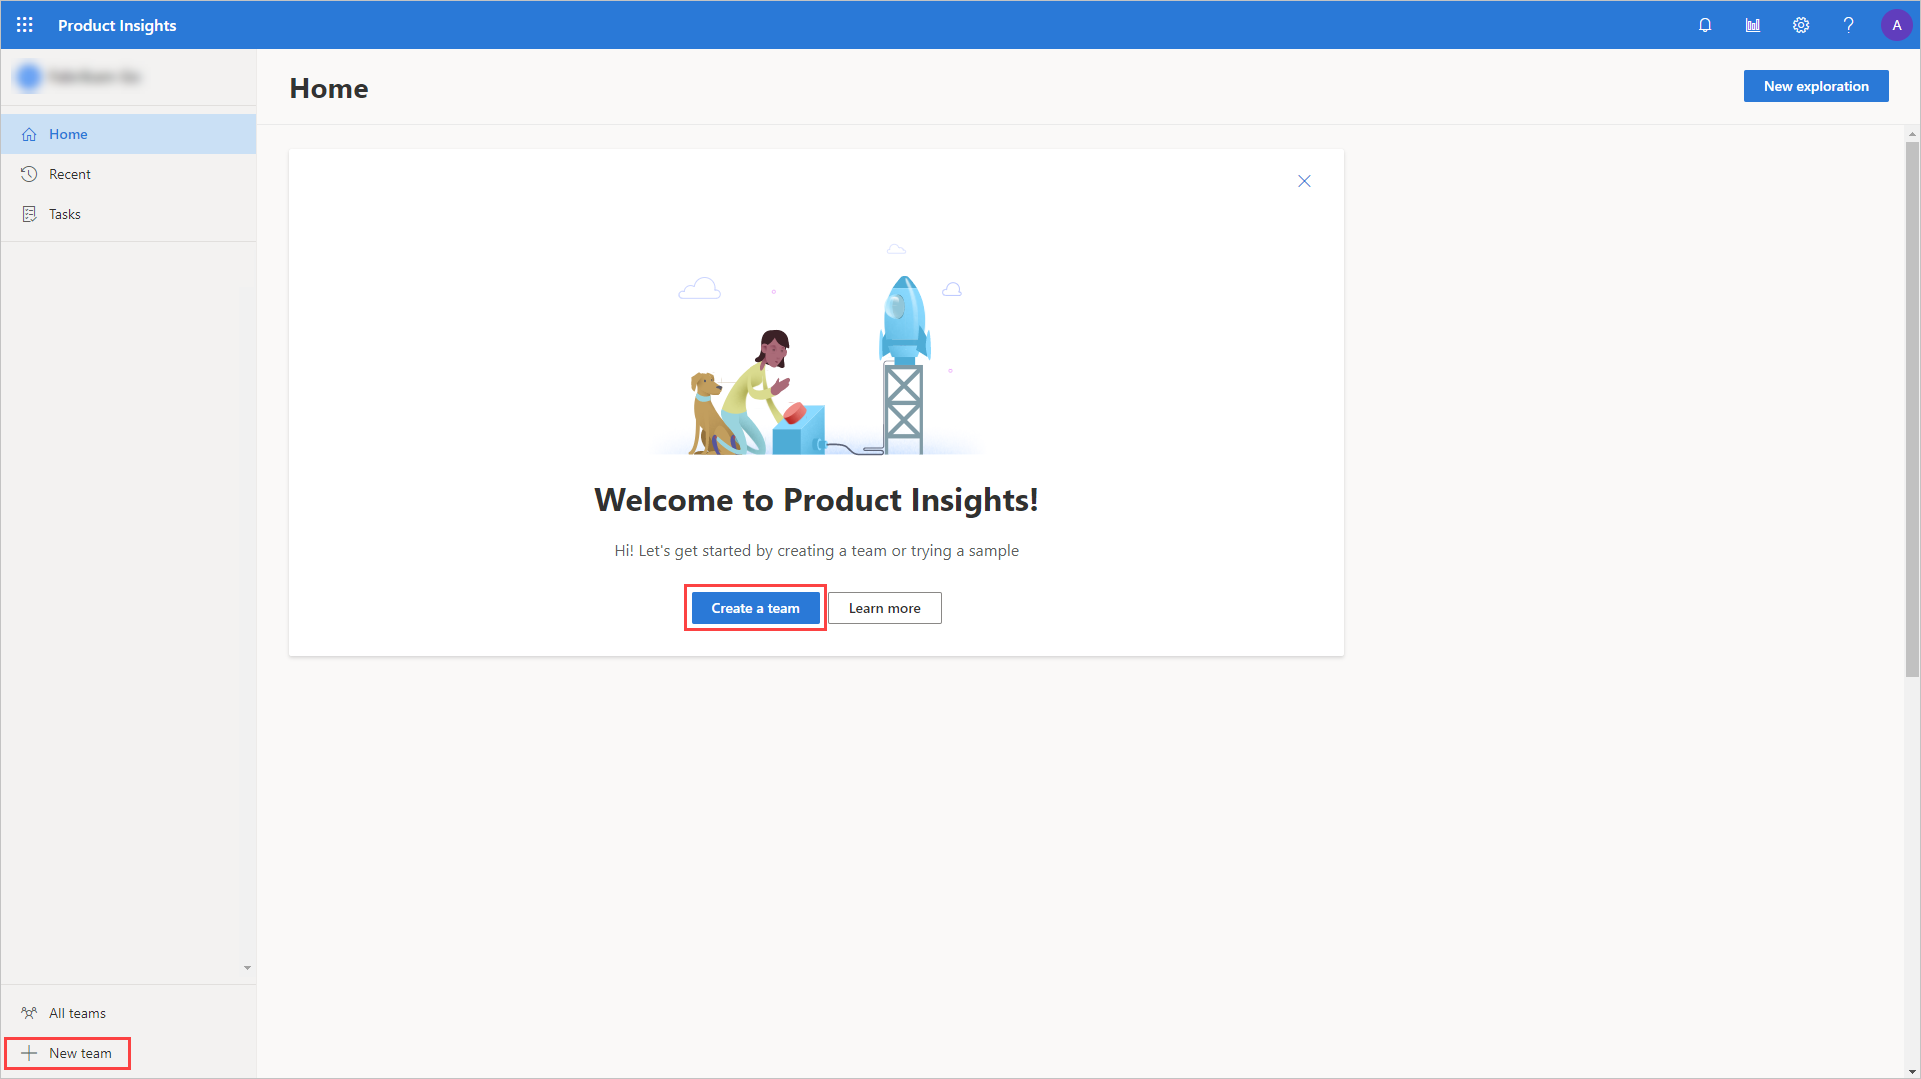 Product Insights
A
Home
New exploration
Home
Recent
Tasks
Welcome to Product Insights!
Hi! Let's get started by creating a team or trying a sample
Create a team
Learn more
All teams
New team